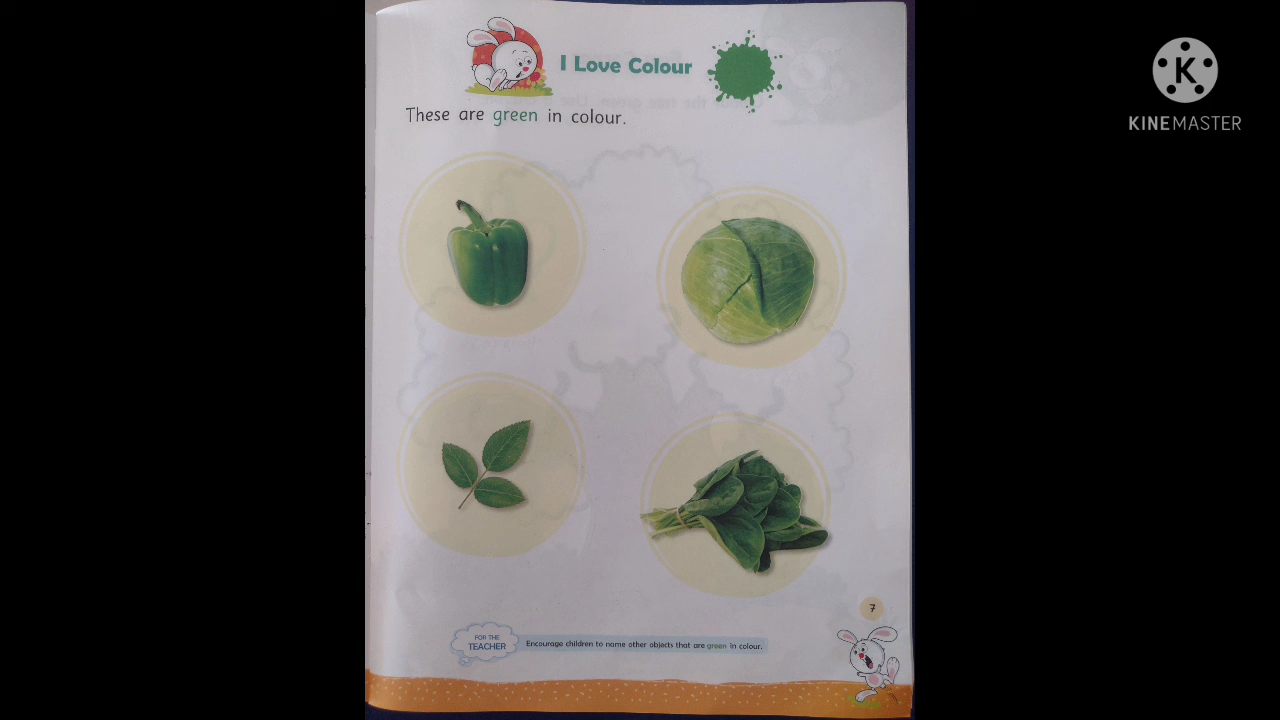 I Love Colour
These are green in colour.
7
FOR THE
TEACHER
Encourage children to name other objects that are green in colour.
K
KINEMASTER